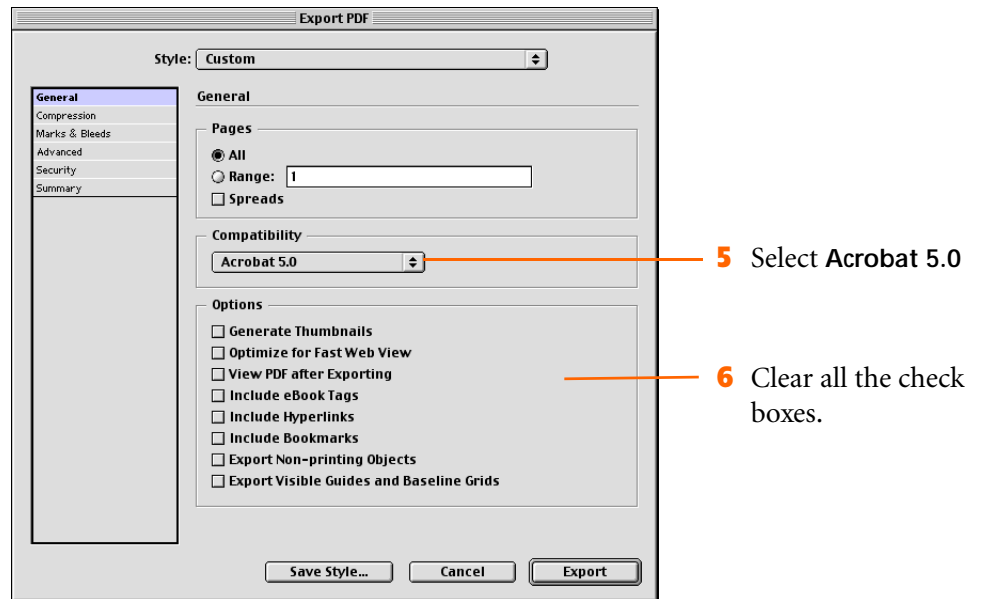 Export PDF
Style: Custom
General
Compression
Marks & Bleeds
Advanced
Security
Summary
General
Pages
All
Range: 1
Spreads
Compatibility
Acrobat 5.0
Options
Generate Thumbnails
Optimize for Fast Web View
View PDF after Exporting
Include eBook Tags
Include Hyperlinks
Include Bookmarks
Export Non-printing Objects
Export Visible Guides and Baseline Grids
Save Style...
Cancel
Export
5 Select Acrobat 5.0
6 Clear all the check
boxes.